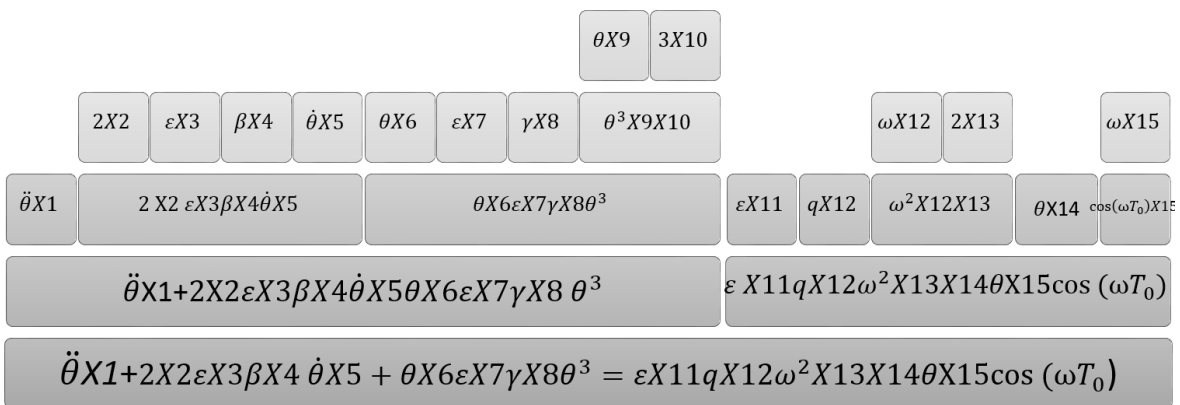 θX9 3X10
2X2 εX3 βX4 θ̇X5 θX6 εX7 γX8 θ³X9X10 ωX12 2X13 ωX15
θ̈X1 2 X2 εX3βX4θ̇X5 θX6εX7γX8θ³ εX11 qX12 ω²X12X13 θX14 cos(ωT₀)X15
θ̈X1+2X2εX3βX4θ̇X5θX6εX7γX8 θ³ ε X11qX12ω²X13X14θX15cos (ωT₀)
θ̈X1+2X2εX3βX4 θ̇X5 + θX6εX7γX8θ³ = εX11qX12ω²X13X14θX15cos (ωT₀)